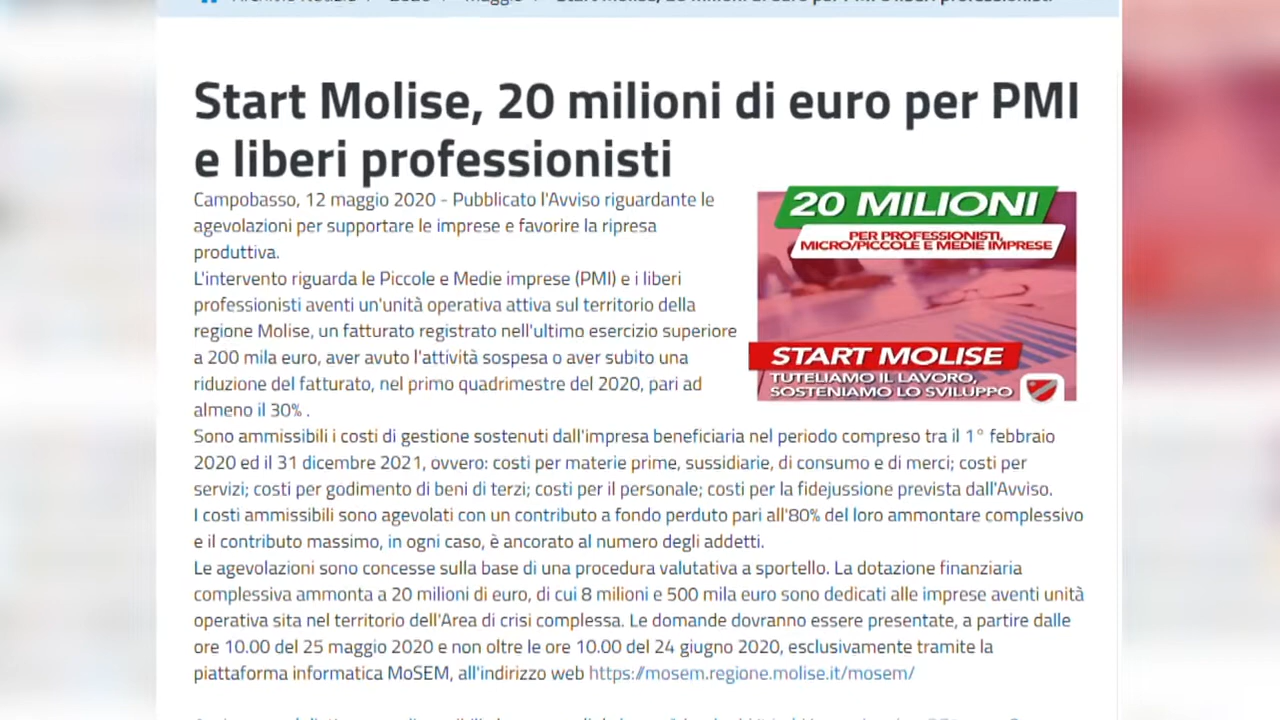 Start Molise, 20 milioni di euro per PMI e liberi professionisti
Start Molise, 20 milioni di euro per PMI
e liberi professionisti
Campobasso, 12 maggio 2020 - Pubblicato l'Avviso riguardante le
agevolazioni per supportare le imprese e favorire la ripresa
produttiva.
L'intervento riguarda le Piccole e Medie imprese (PMI) e i liberi
professionisti aventi un'unità operativa attiva sul territorio della
regione Molise, un fatturato registrato nell'ultimo esercizio superiore
a 200 mila euro, aver avuto l'attività sospesa o aver subito una
riduzione del fatturato, nel primo quadrimestre del 2020, pari ad
almeno il 30% .
20 MILIONI
PER PROFESSIONISTI,
MICRO/PICCOLE E MEDIE IMPRESE
START MOLISE
TUTELIAMO IL LAVORO,
SOSTENIAMO LO SVILUPPO
Sono ammissibili i costi di gestione sostenuti dall'impresa beneficiaria nel periodo compreso tra il 1° febbraio
2020 ed il 31 dicembre 2021, ovvero: costi per materie prime, sussidiarie, di consumo e di merci; costi per
servizi; costi per godimento di beni di terzi; costi per il personale; costi per la fidejussione prevista dall'Avviso.
I costi ammissibili sono agevolati con un contributo a fondo perduto pari all'80% del loro ammontare complessivo
e il contributo massimo, in ogni caso, è ancorato al numero degli addetti.
Le agevolazioni sono concesse sulla base di una procedura valutativa a sportello. La dotazione finanziaria
complessiva ammonta a 20 milioni di euro, di cui 8 milioni e 500 mila euro sono dedicati alle imprese aventi unità
operativa sita nel territorio dell'Area di crisi complessa. Le domande dovranno essere presentate, a partire dalle
ore 10.00 del 25 maggio 2020 e non oltre le ore 10.00 del 24 giugno 2020, esclusivamente tramite la
piattaforma informatica MoSEM, all'indirizzo web https://mosem.regione.molise.it/mosem/